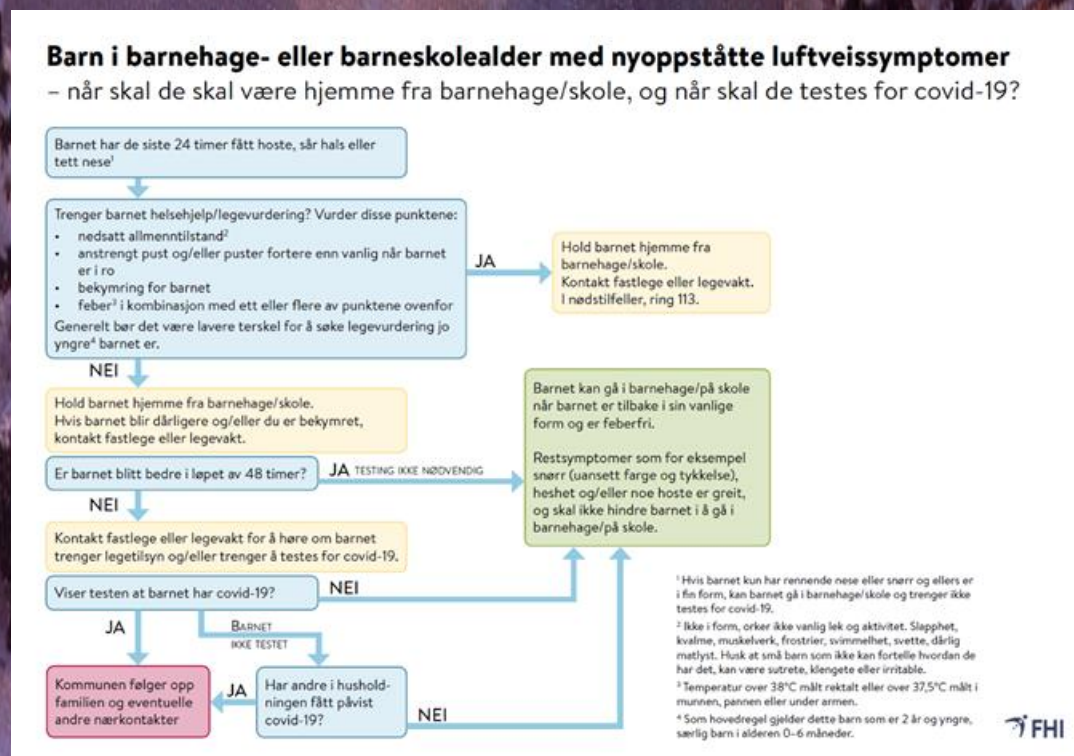 Barn i barnehage- eller barneskolealder med nyoppståtte luftveissymptomer
– når skal de skal være hjemme fra barnehage/skole, og når skal de testes for covid-19?
Barnet har de siste 24 timer fått hoste, sår hals eller
tett nese¹
Trenger barnet helsehjelp/legevurdering? Vurder disse punktene:
• nedsatt allmenntilstand²
• anstrengt pust og/eller puster fortere enn vanlig når barnet
er i ro
• bekymring for barnet
• feber³ i kombinasjon med ett eller flere av punktene ovenfor
Generelt bør det være lavere terskel for å søke legevurdering jo
yngre⁴ barnet er.
JA
Hold barnet hjemme fra
barnehage/skole.
Kontakt fastlege eller legevakt.
I nødstilfeller, ring 113.
NEI
Hold barnet hjemme fra barnehage/skole.
Hvis barnet blir dårligere og/eller du er bekymret,
kontakt fastlege eller legevakt.
Er barnet blitt bedre i løpet av 48 timer?
JA TESTING IKKE NØDVENDIG
Barnet kan gå i barnehage/på skole
når barnet er tilbake i sin vanlige
form og er feberfri.
Restsymptomer som for eksempel
snørr (uansett farge og tykkelse),
heshet og/eller noe hoste er greit,
og skal ikke hindre barnet i å gå i
barnehage/på skole.
NEI
Kontakt fastlege eller legevakt for å høre om barnet
trenger legetilsyn og/eller trenger å testes for covid-19.
Viser testen at barnet har covid-19?
NEI
JA
BARNET
IKKE TESTET
Kommunen følger opp
familien og eventuelle
andre nærkontakter
JA
Har andre i hushold-
ningen fått påvist
covid-19?
NEI
¹ Hvis barnet kun har rennende nese eller snørr og ellers er
i fin form, kan barnet gå i barnehage/skole og trenger ikke
testes for covid-19.
² Ikke i form, orker ikke vanlig lek og aktivitet. Slapphet,
kvalme, muskelverk, frostrier, svimmelhet, svette, dårlig
matlyst. Husk at små barn som ikke kan fortelle hvordan de
har det, kan være sutrete, klengete eller irritable.
³ Temperatur over 38°C målt rektalt eller over 37,5°C målt i
munnen, pannen eller under armen.
⁴ Som hovedregel gjelder dette barn som er 2 år og yngre,
særlig barn i alderen 0–6 måneder.
FHI